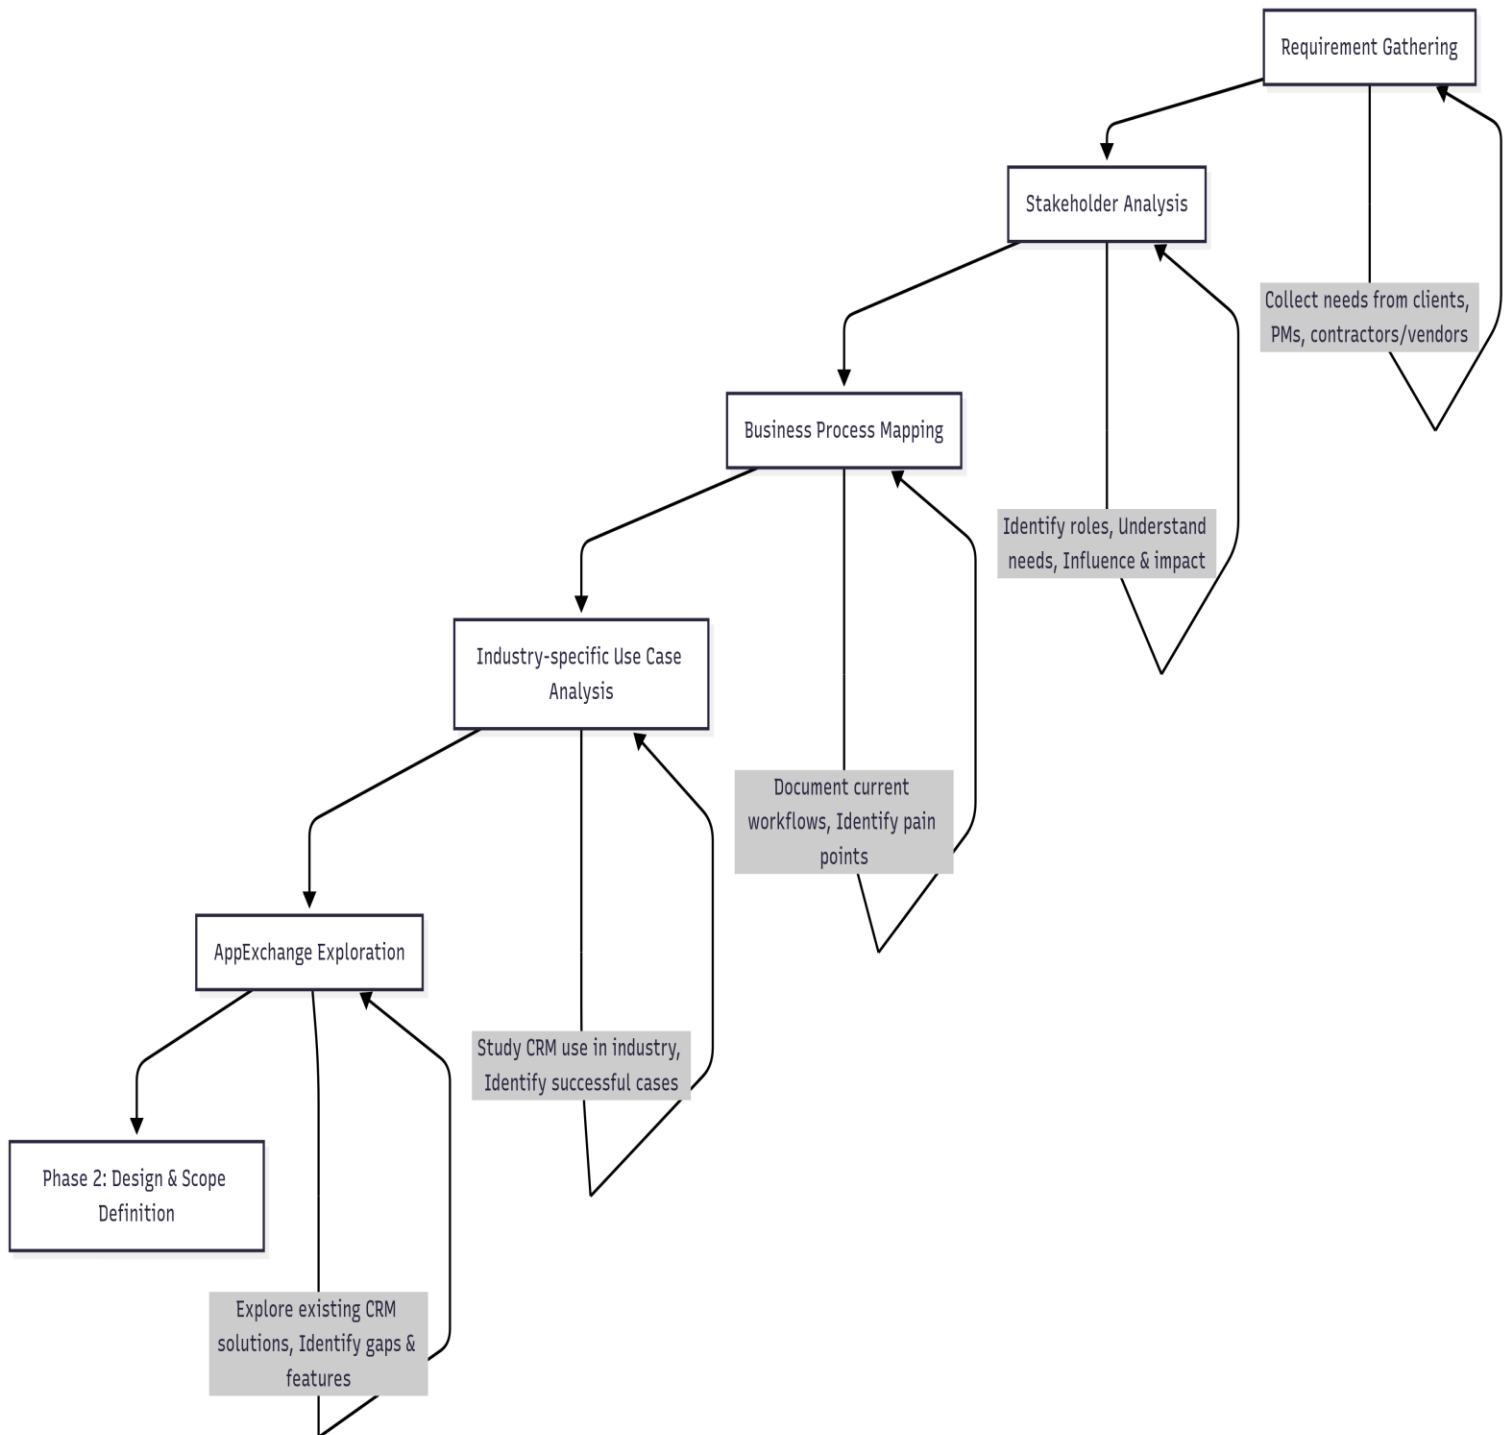 Requirement Gathering
Stakeholder Analysis
Collect needs from clients,
PMs, contractors/vendors
Business Process Mapping
Identify roles, Understand
needs, Influence & impact
Industry-specific Use Case
Analysis
Document current
workflows, Identify pain
points
AppExchange Exploration
Study CRM use in industry,
Identify successful cases
Phase 2: Design & Scope
Definition
Explore existing CRM
solutions, Identify gaps &
features